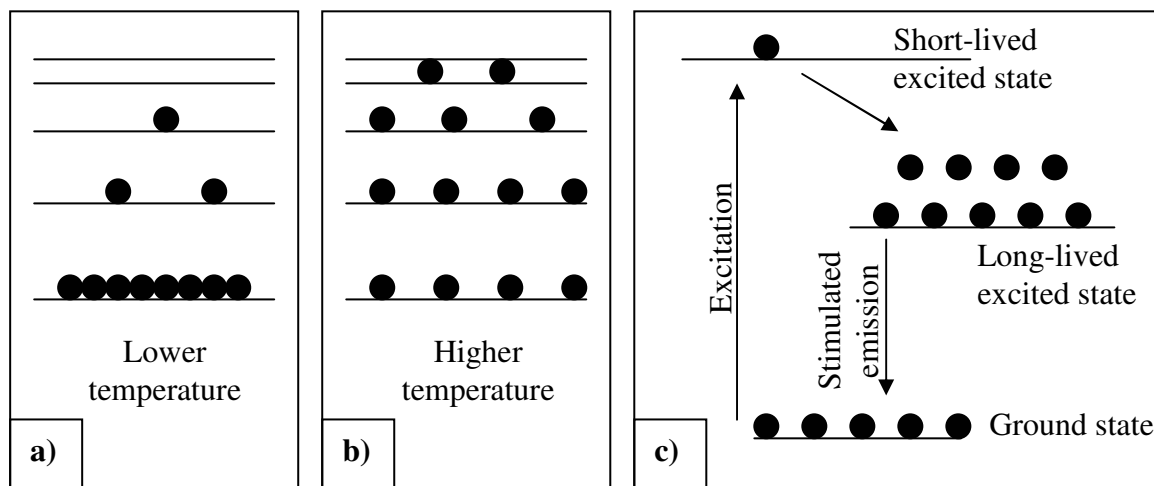 Lower
temperature
a)
Higher
temperature
b)
Short-lived
excited state
Excitation
Stimulated
emission
Long-lived
excited state
Ground state
c)